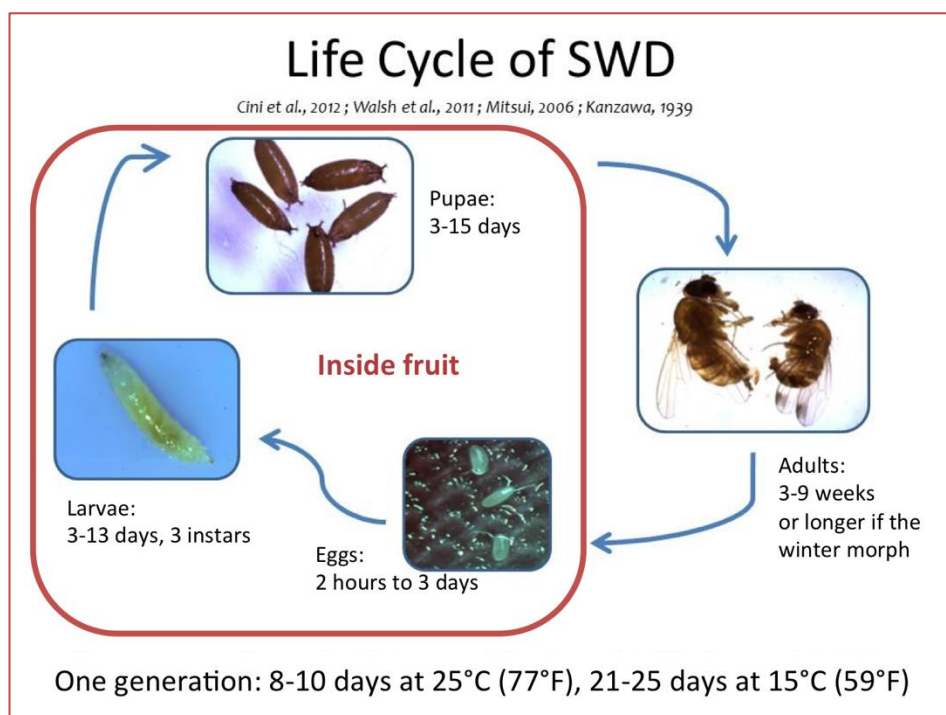 Life Cycle of SWD
Cini et al., 2012 ; Walsh et al., 2011 ; Mitsui, 2006 ; Kanzawa, 1939
Pupae:
3-15 days
Inside fruit
Larvae:
3-13 days, 3 instars
Eggs:
2 hours to 3 days
Adults:
3-9 weeks
or longer if the
winter morph
One generation: 8-10 days at 25°C (77°F), 21-25 days at 15°C (59°F)